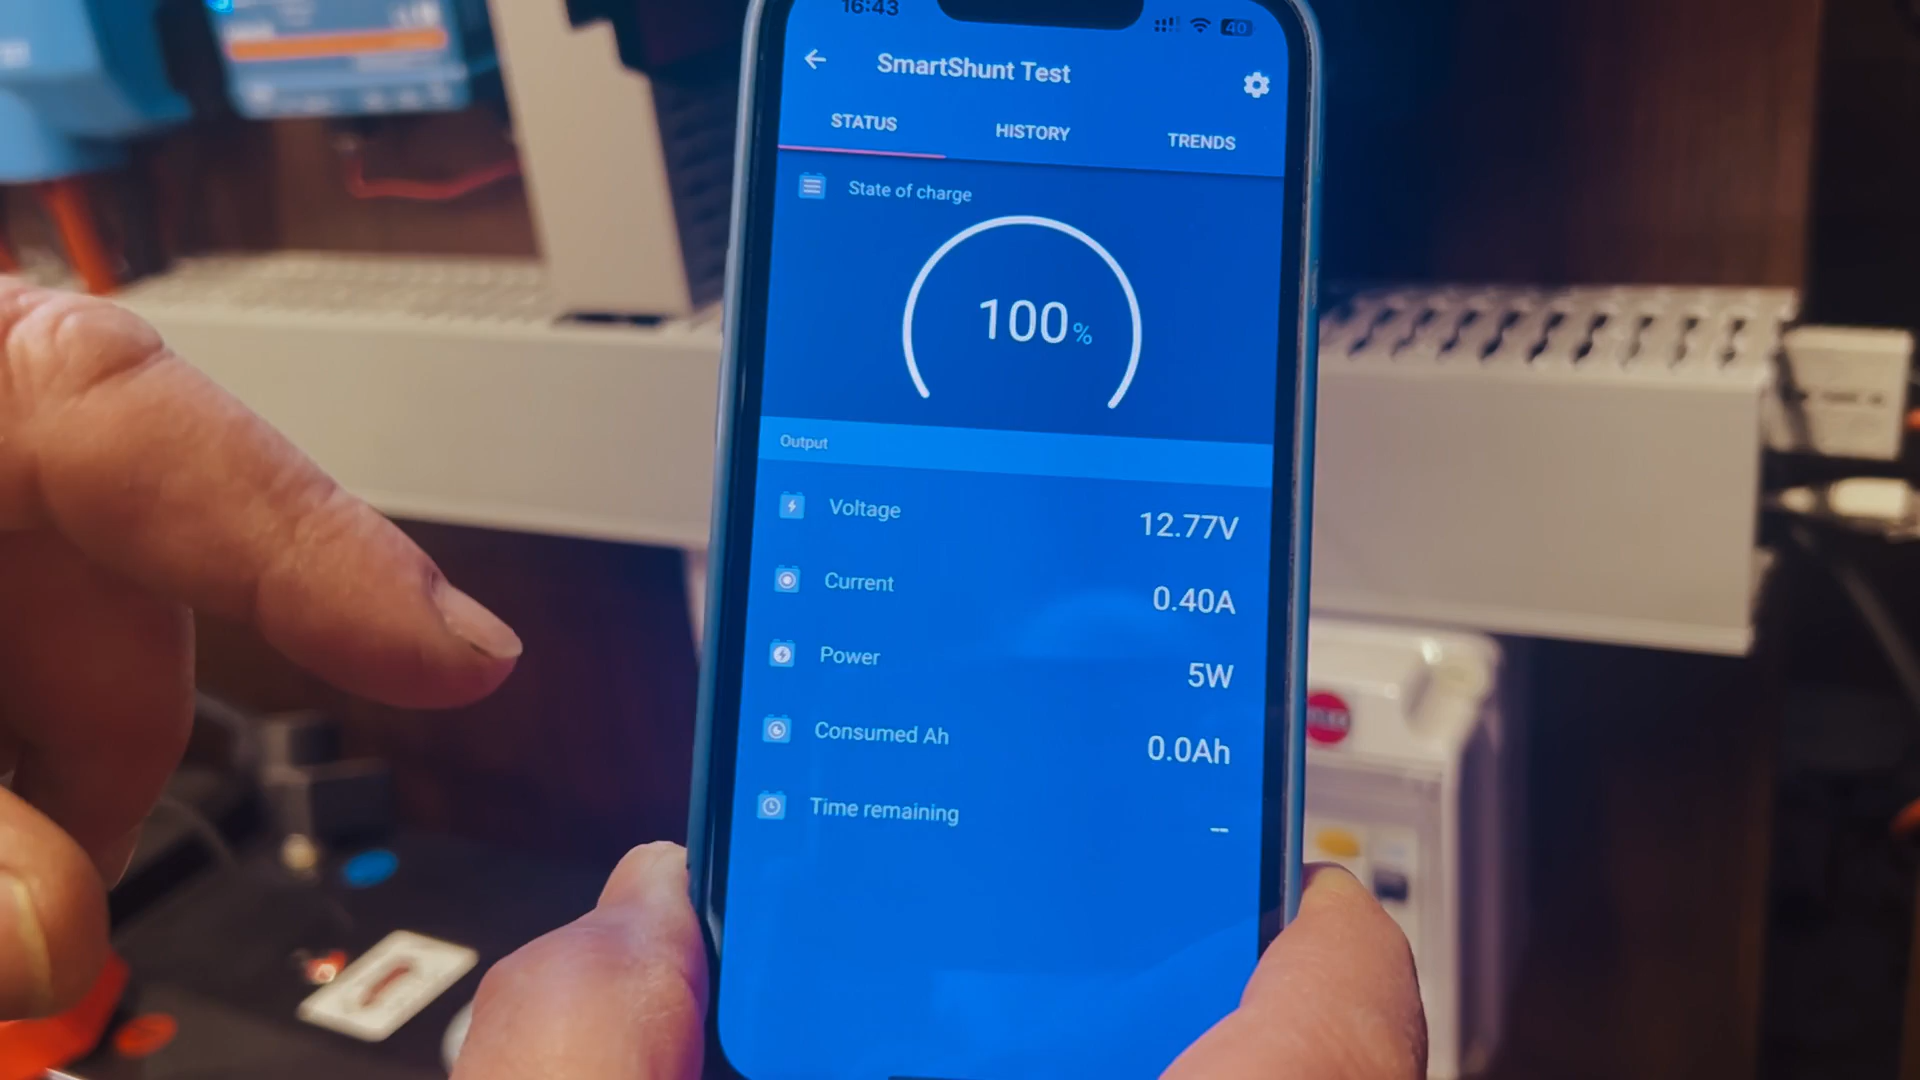 16:43
40
SmartShunt Test
STATUS
HISTORY
TRENDS
State of charge
100%
Output
Voltage
12.77V
Current
0.40A
Power
5W
Consumed Ah
0.0Ah
Time remaining
--